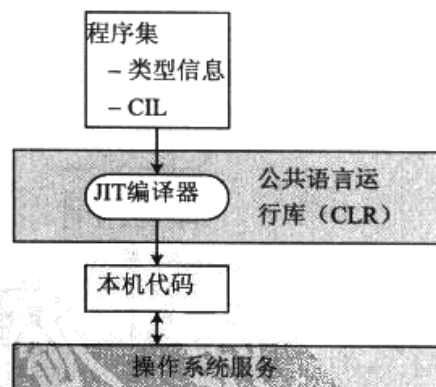 程序集
– 类型信息
– CIL
JIT编译器
公共语言运
行库（CLR）
本机代码
操作系统服务